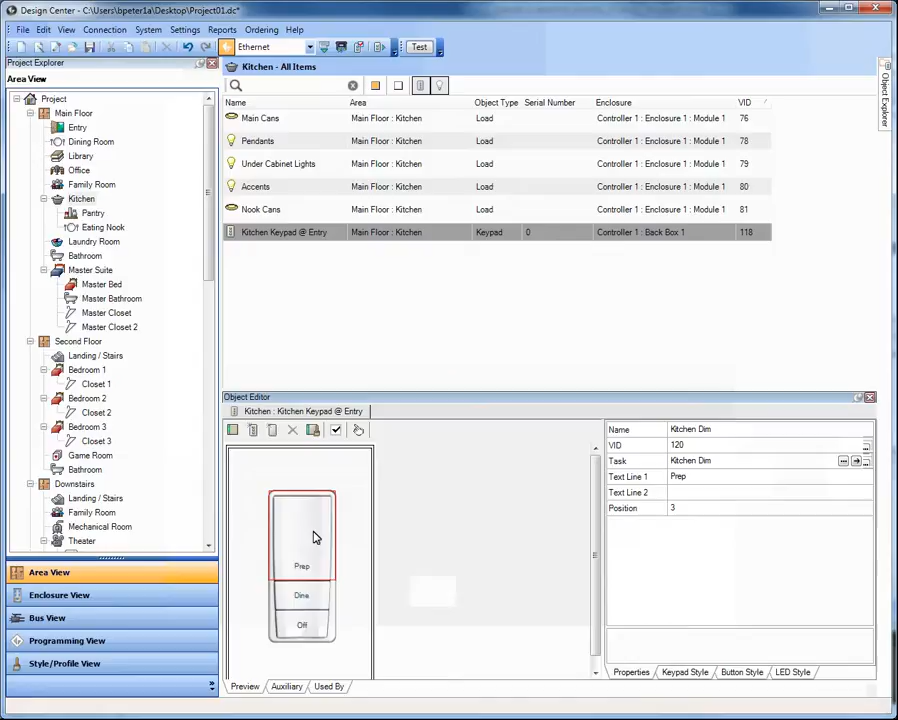 Design Center - C:\Users\bpeter1a\Desktop\Project01.dc*
File Edit View Connection System Settings Reports Ordering Help
Ethernet Test
Project Explorer
Area View
Project
Main Floor
Entry
Dining Room
Library
Office
Family Room
Kitchen
Pantry
Eating Nook
Laundry Room
Bathroom
Master Suite
Master Bed
Master Bathroom
Master Closet
Master Closet 2
Second Floor
Landing / Stairs
Bedroom 1
Closet 1
Bedroom 2
Closet 2
Bedroom 3
Closet 3
Game Room
Bathroom
Downstairs
Landing / Stairs
Family Room
Mechanical Room
Theater
Area View
Enclosure View
Bus View
Programming View
Style/Profile View
Kitchen - All Items
Name Area Object Type Serial Number Enclosure VID
Main Cans Main Floor : Kitchen Load Controller 1 : Enclosure 1 : Module 1 76
Pendants Main Floor : Kitchen Load Controller 1 : Enclosure 1 : Module 1 78
Under Cabinet Lights Main Floor : Kitchen Load Controller 1 : Enclosure 1 : Module 1 79
Accents Main Floor : Kitchen Load Controller 1 : Enclosure 1 : Module 1 80
Nook Cans Main Floor : Kitchen Load Controller 1 : Enclosure 1 : Module 1 81
Kitchen Keypad @ Entry Main Floor : Kitchen Keypad 0 Controller 1 : Back Box 1 118
Object Explorer
Object Editor
Kitchen : Kitchen Keypad @ Entry
Prep
Dine
Off
Preview Auxiliary Used By
Name Kitchen Dim
VID 120
Task Kitchen Dim
Text Line 1 Prep
Text Line 2
Position 3
Properties Keypad Style Button Style LED Style